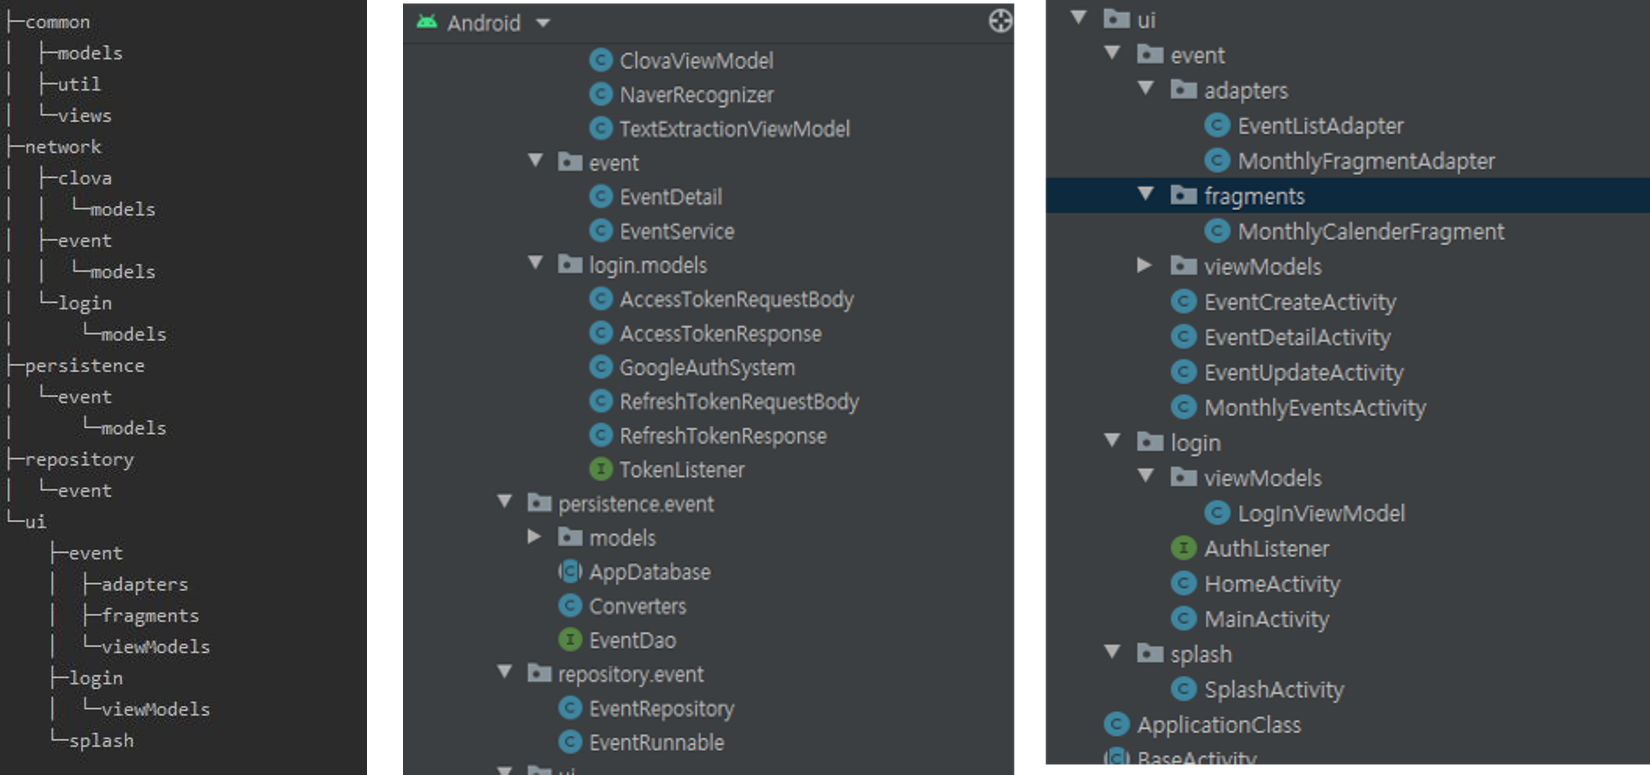 ├─common
│  ├─models
│  ├─util
│  └─views
├─network
│  ├─clova
│  │  └─models
│  ├─event
│  │  └─models
│  └─login
│      └─models
├─persistence
│  └─event
│      └─models
├─repository
│  └─event
└─ui
    ├─event
    │  ├─adapters
    │  ├─fragments
    │  └─viewModels
    ├─login
    │  └─viewModels
    └─splash
Android
ClovaViewModel
NaverRecognizer
TextExtractionViewModel
event
EventDetail
EventService
login.models
AccessTokenRequestBody
AccessTokenResponse
GoogleAuthSystem
RefreshTokenRequestBody
RefreshTokenResponse
TokenListener
persistence.event
models
AppDatabase
Converters
EventDao
repository.event
EventRepository
EventRunnable
ui
ui
event
adapters
EventListAdapter
MonthlyFragmentAdapter
fragments
MonthlyCalenderFragment
viewModels
EventCreateActivity
EventDetailActivity
EventUpdateActivity
MonthlyEventsActivity
login
viewModels
LogInViewModel
AuthListener
HomeActivity
MainActivity
splash
SplashActivity
ApplicationClass
BaseActivity